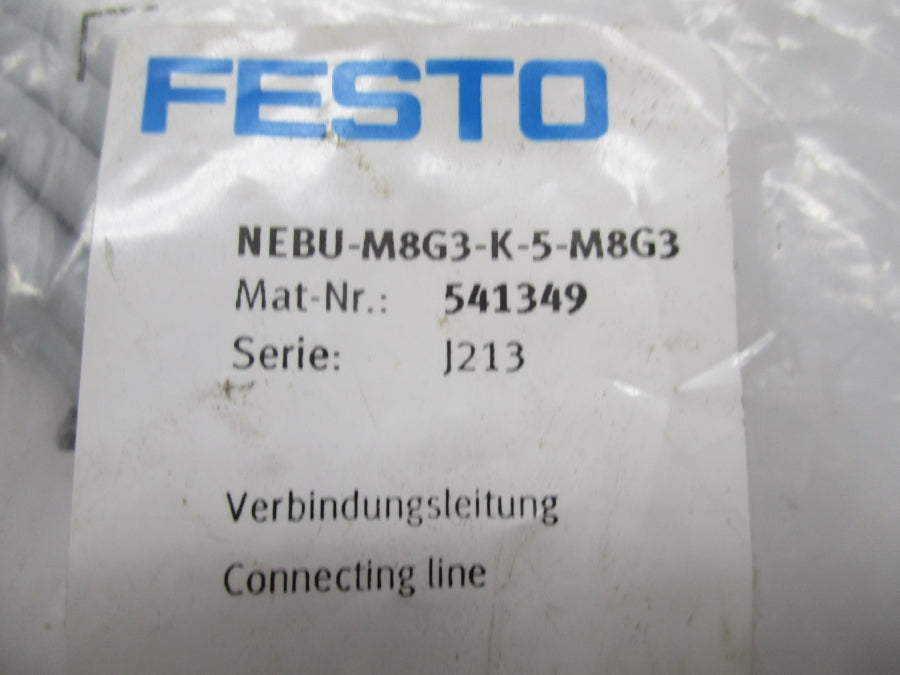 FESTO
NEBU-M8G3-K-5-M8G3
Mat-Nr.: 541349
Serie: J213
Verbindungsleitung
Connecting line